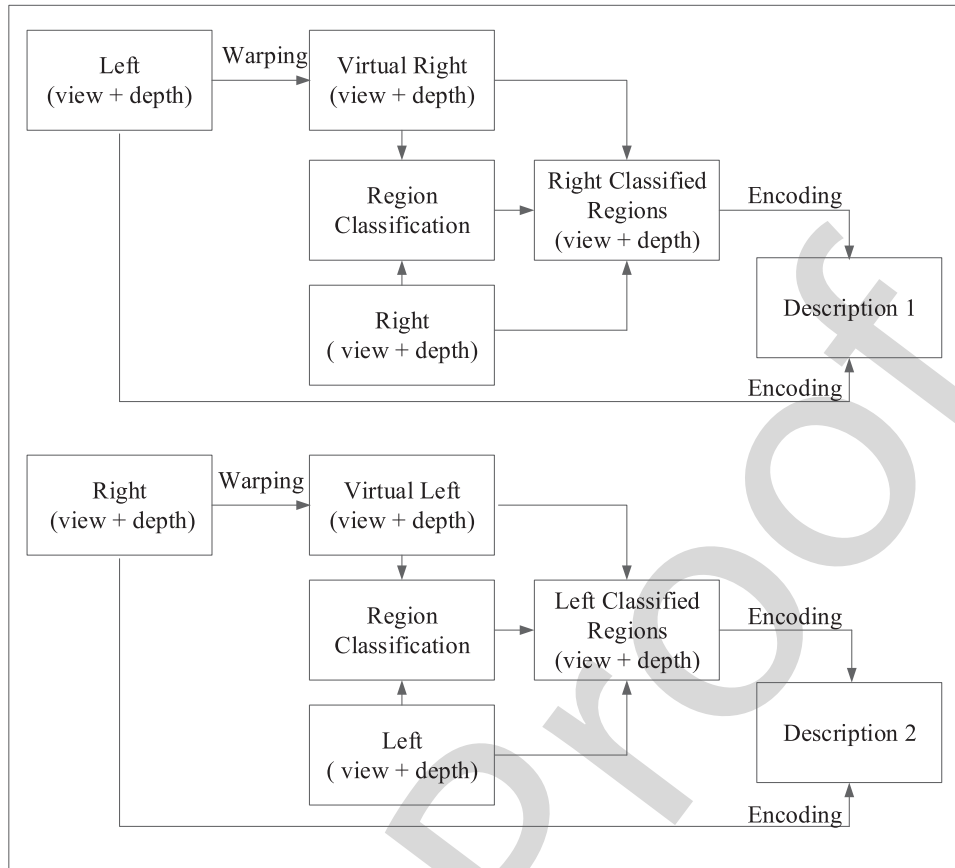 Left
(view + depth)
Warping
Virtual Right
(view + depth)
Region
Classification
Right Classified
Regions
(view + depth)
Encoding
Right
( view + depth)
Description 1
Encoding
Right
(view + depth)
Warping
Virtual Left
(view + depth)
Region
Classification
Left Classified
Regions
(view + depth)
Encoding
Left
( view + depth)
Description 2
Encoding
Proof